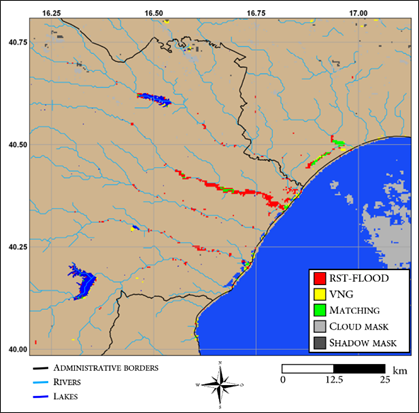 16.25 16.50 16.75 17.00
40.75
40.50
40.25
40.00
RST-FLOOD
VNG
MATCHING
CLOUD MASK
SHADOW MASK
ADMINISTRATIVE BORDERS
RIVERS
LAKES
N
km
0 12.5 25